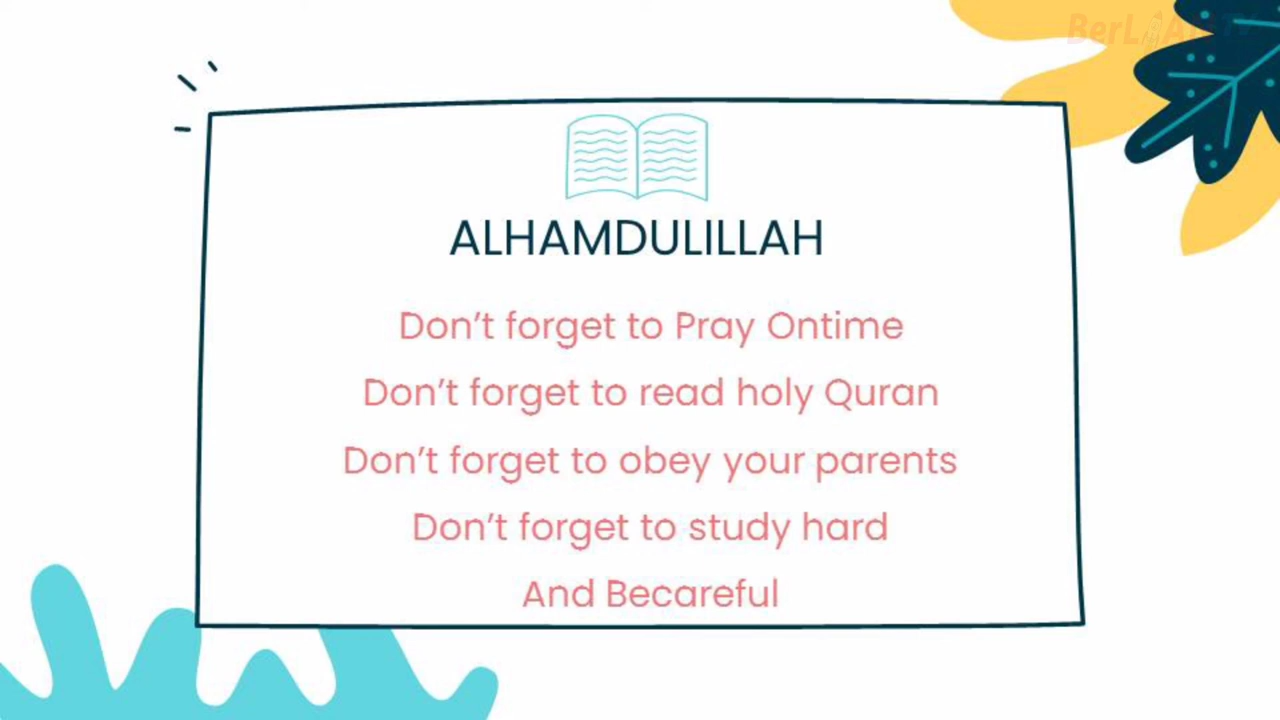 ALHAMDULILLAH
Don't forget to Pray Ontime
Don't forget to read holy Quran
Don't forget to obey your parents
Don't forget to study hard
And Becareful